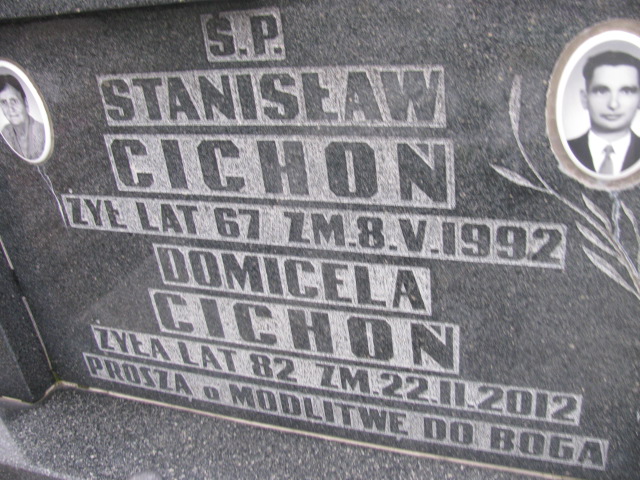 Ś.P.
STANISŁAW
CICHOŃ
ŻYŁ LAT 67 ZM.8.V.1992
DOMICELA
CICHOŃ
ŻYŁA LAT 82 ZM.22.II.2012
PROSZĄ o MODLITWĘ DO BOGA